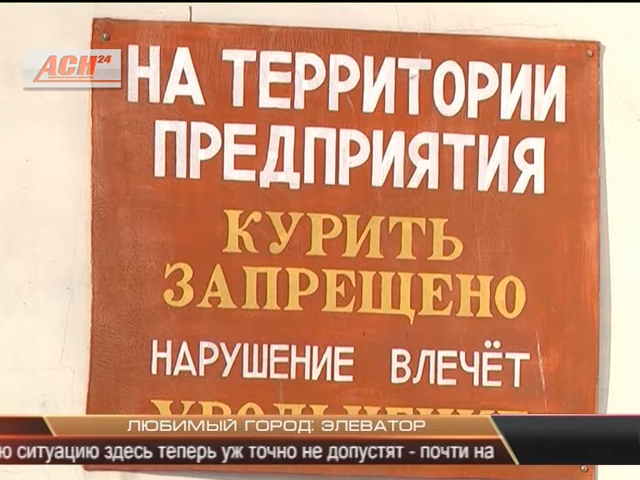 АСН24
НА ТЕРРИТОРИИ
ПРЕДПРИЯТИЯ
КУРИТЬ
ЗАПРЕЩЕНО
НАРУШЕНИЕ ВЛЕЧЁТ
ЛЮБИМЫЙ ГОРОД: ЭЛЕВАТОР
ю ситуацию здесь теперь уж точно не допустят - почти на